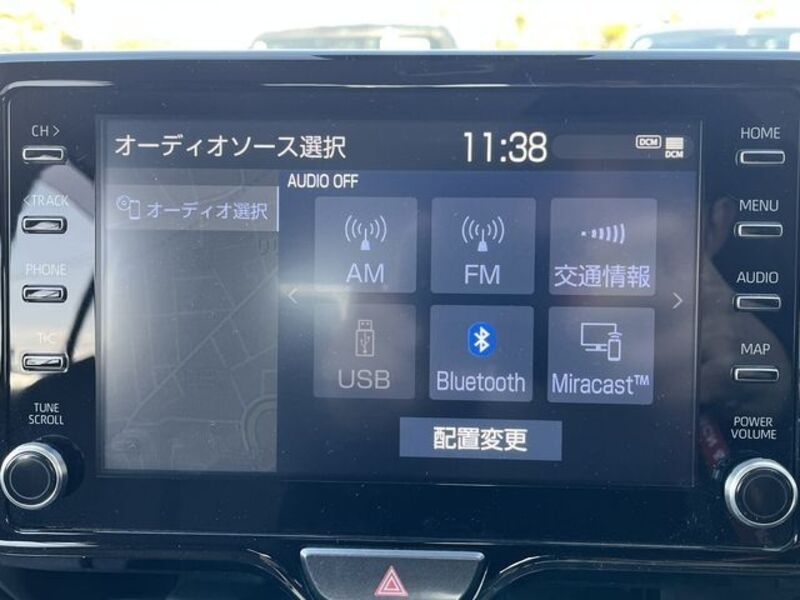 CH >
< TRACK
PHONE
T·C
TUNE
SCROLL
オーディオソース選択
11:38
DCM
DCM
AUDIO OFF
オーディオ選択
AM
FM
交通情報
USB
Bluetooth
Miracast™
配置変更
HOME
MENU
AUDIO
MAP
POWER
VOLUME